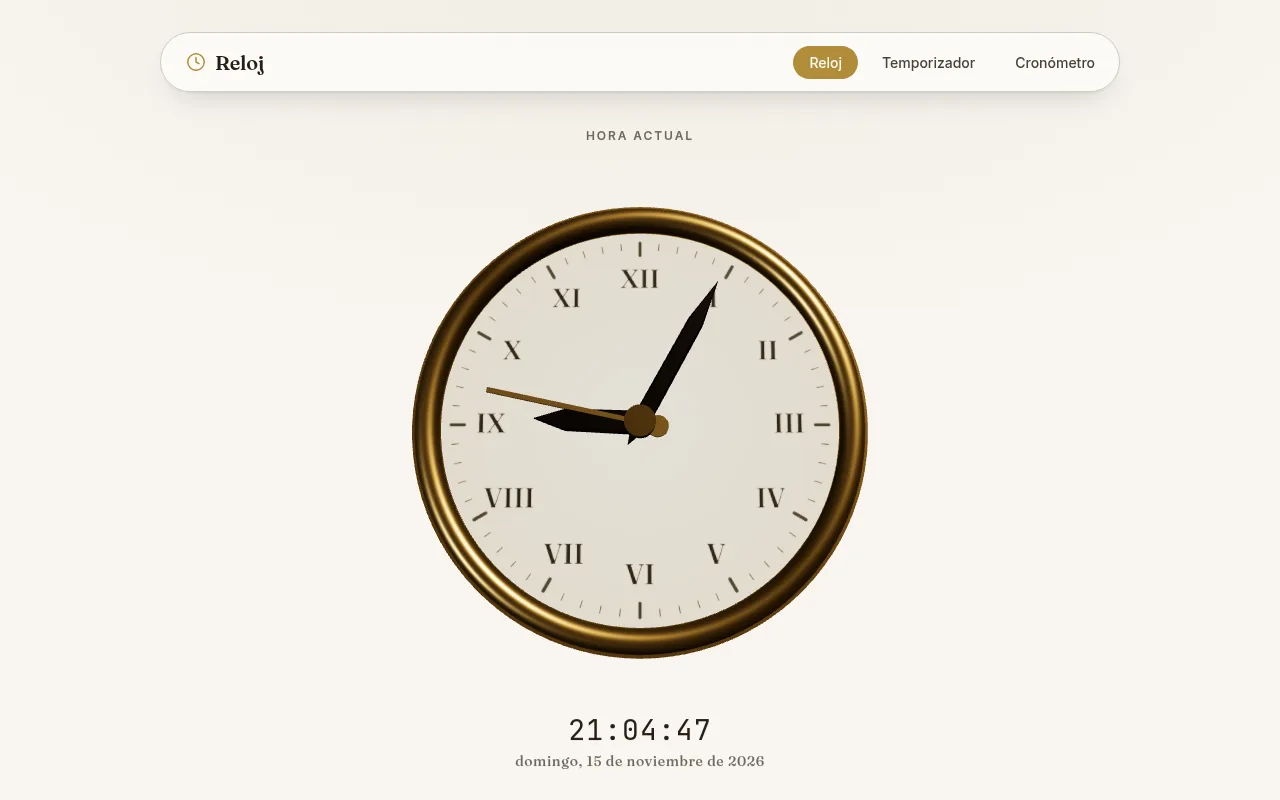 Reloj
Reloj Temporizador Cronómetro
HORA ACTUAL
XII
XI I
X II
IX III
VIII IV
VII V
VI
21:04:47
domingo, 15 de noviembre de 2026